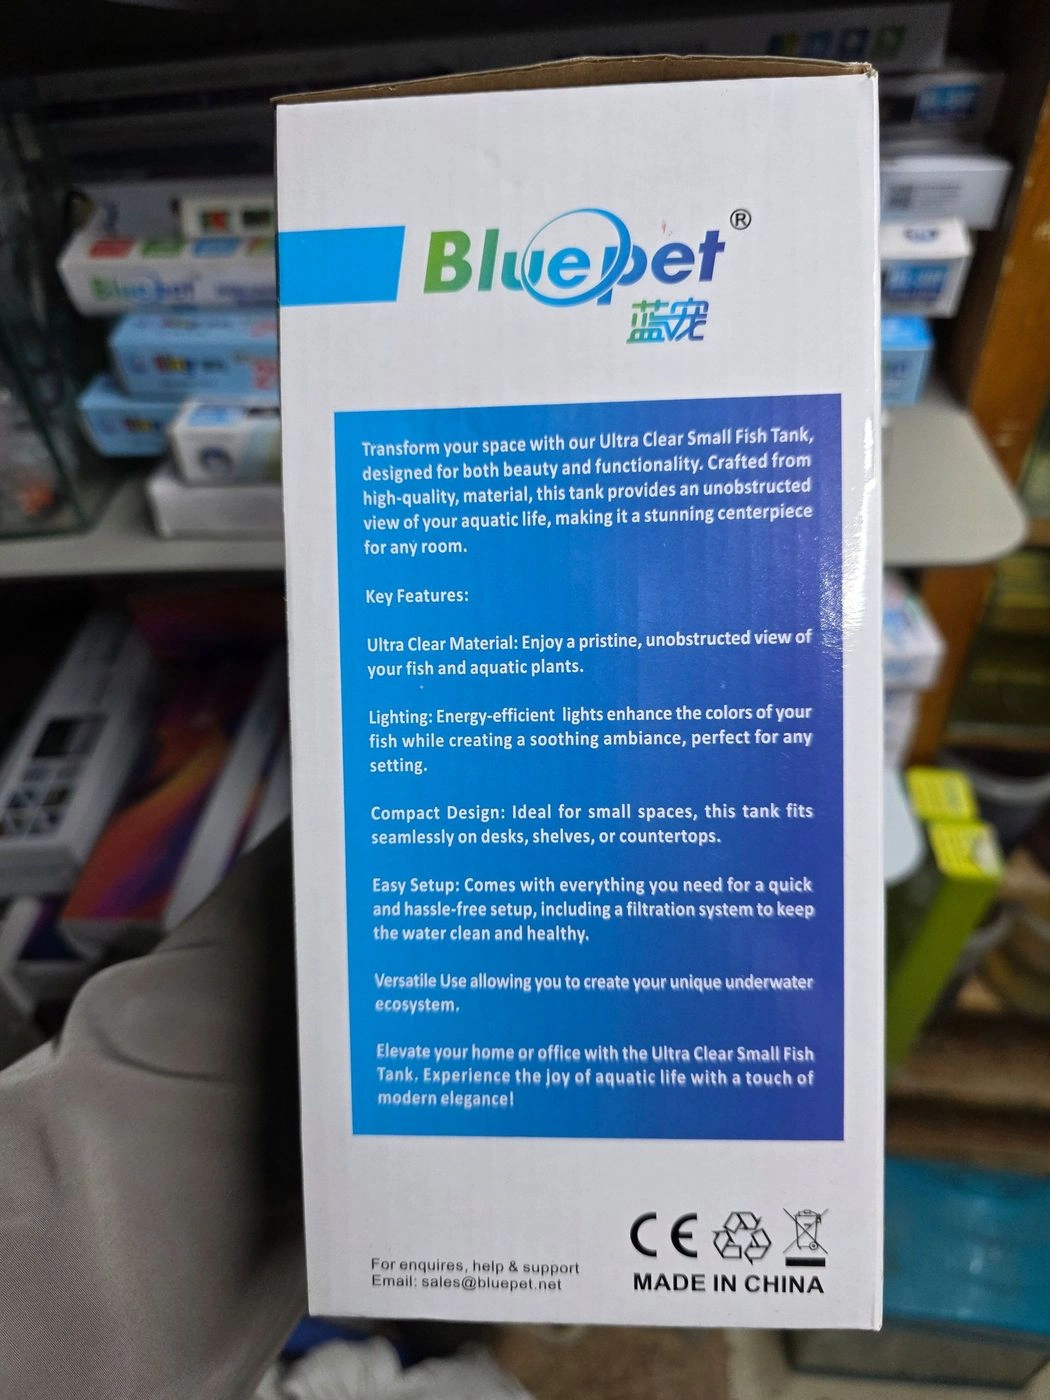 Bluepet®
蓝宠
Transform your space with our Ultra Clear Small Fish Tank,
designed for both beauty and functionality. Crafted from
high-quality, material, this tank provides an unobstructed
view of your aquatic life, making it a stunning centerpiece
for any room.
Key Features:
Ultra Clear Material: Enjoy a pristine, unobstructed view of
your fish and aquatic plants.
Lighting: Energy-efficient lights enhance the colors of your
fish while creating a soothing ambiance, perfect for any
setting.
Compact Design: Ideal for small spaces, this tank fits
seamlessly on desks, shelves, or countertops.
Easy Setup: Comes with everything you need for a quick
and hassle-free setup, including a filtration system to keep
the water clean and healthy.
Versatile Use allowing you to create your unique underwater
ecosystem.
Elevate your home or office with the Ultra Clear Small Fish
Tank. Experience the joy of aquatic life with a touch of
modern elegance!
For enquires, help & support
Email: sales@bluepet.net
CE
MADE IN CHINA
Bluepet